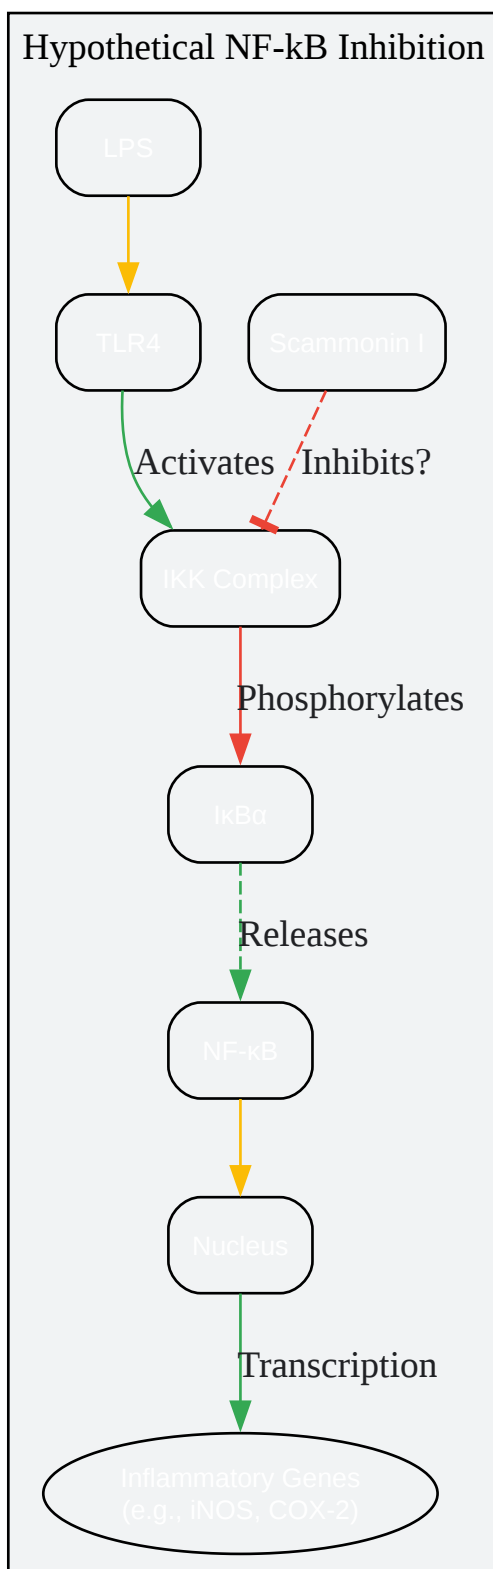 Hypothetical NF-kB Inhibition
LPS
TLR4
Scammonin I
Activates
Inhibits?
IKK Complex
Phosphorylates
IκBα
Releases
NF-κB
Nucleus
Transcription
Inflammatory Genes
(e.g., iNOS, COX-2)